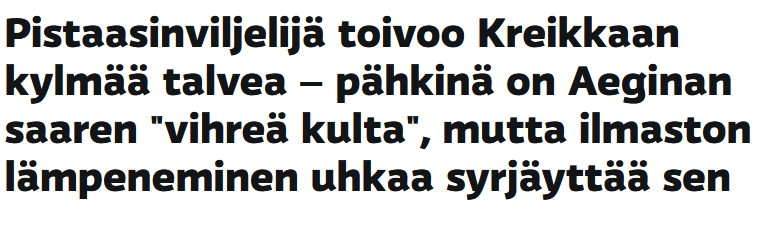 Pistaasinviljelijä toivoo Kreikkaan
kylmää talvea – pähkinä on Aeginan
saaren "vihreä kulta", mutta ilmaston
lämpeneminen uhkaa syrjäyttää sen